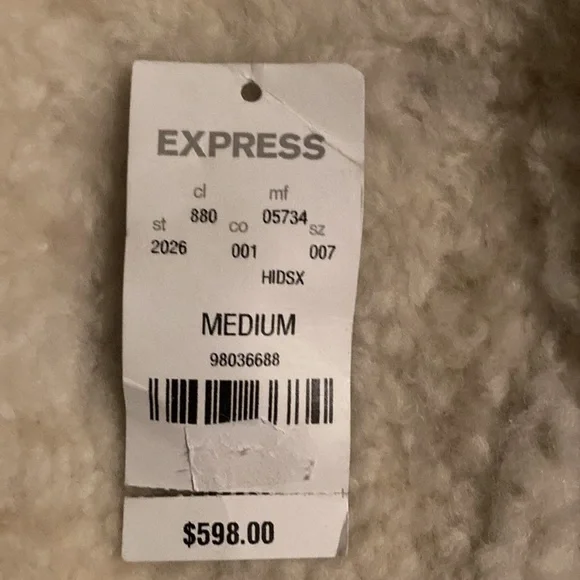 EXPRESS
cl mf
880 05734
st co sz
2026 001 007
HIDSX
MEDIUM
98036688
$598.00